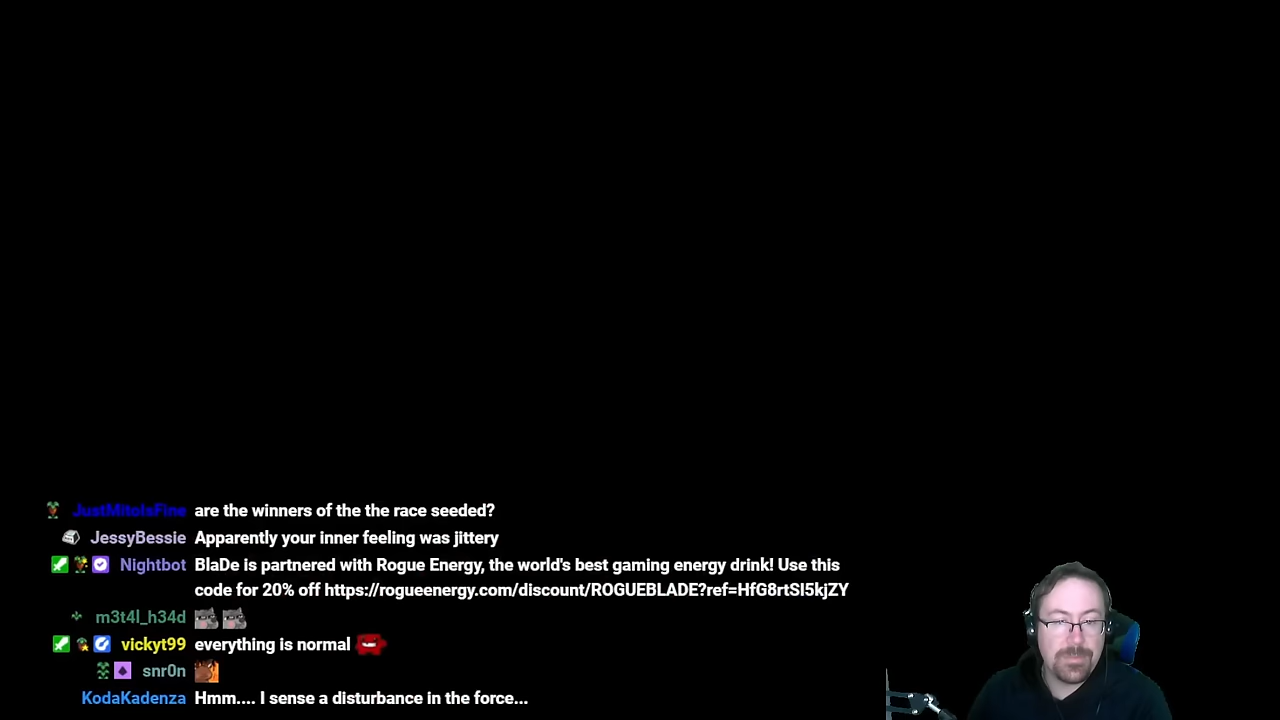 JustMitoIsFine are the winners of the the race seeded?
JessyBessie Apparently your inner feeling was jittery
Nightbot BlaDe is partnered with Rogue Energy, the world's best gaming energy drink! Use this
code for 20% off https://rogueenergy.com/discount/ROGUEBLADE?ref=HfG8rtSI5kjZY
m3t4l_h34d
vickyt99 everything is normal
snr0n
KodaKadenza Hmm.... I sense a disturbance in the force...